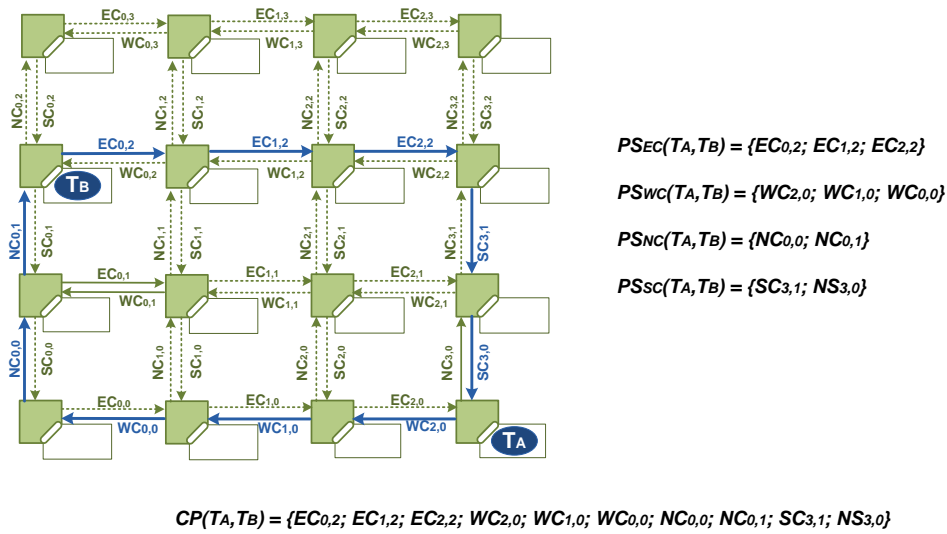 EC0,3 EC1,3 EC2,3
WC0,3 WC1,3 WC2,3
NC0,2 SC0,2 NC1,2 SC1,2 NC2,2 SC2,2 NC3,2 SC3,2
EC0,2 EC1,2 EC2,2
WC0,2 WC1,2 WC2,2
TB
NC0,1 SC0,1 NC1,1 SC1,1 NC2,1 SC2,1 NC3,1 SC3,1
EC0,1 EC1,1 EC2,1
WC0,1 WC1,1 WC2,1
NC0,0 SC0,0 NC1,0 SC1,0 NC2,0 SC2,0 NC3,0 SC3,0
EC0,0 EC1,0 EC2,0
WC0,0 WC1,0 WC2,0
TA
PSEC(TA,TB) = {EC0,2; EC1,2; EC2,2}
PSWC(TA,TB) = {WC2,0; WC1,0; WC0,0}
PSNC(TA,TB) = {NC0,0; NC0,1}
PSSC(TA,TB) = {SC3,1; NS3,0}
CP(TA,TB) = {EC0,2; EC1,2; EC2,2; WC2,0; WC1,0; WC0,0; NC0,0; NC0,1; SC3,1; NS3,0}